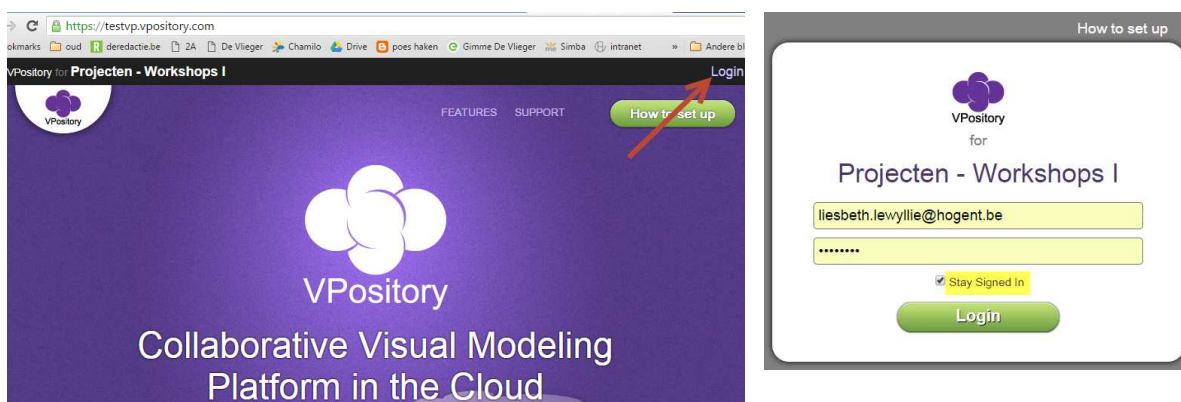 https://testvp.vpository.com
okmarks oud deredactie.be 2A De Vlieger Chamilo Drive poes haken Gimme De Vlieger Simba intranet » Andere bl
VPository for Projecten - Workshops I Login
VPository
FEATURES SUPPORT How to set up
VPository
Collaborative Visual Modeling
Platform in the Cloud
How to set up
VPository
for
Projecten - Workshops I
liesbeth.lewyllie@hogent.be
••••••••
Stay Signed In
Login